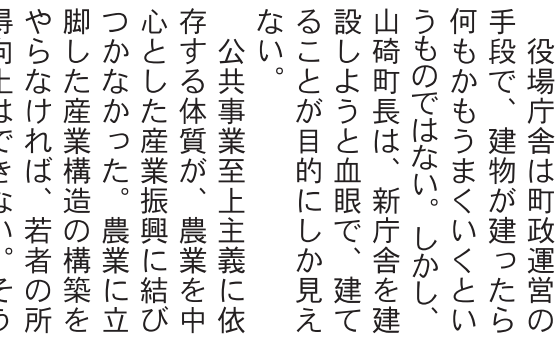 役場庁舎は町政運営の
手段で、建物が建ったら
何もかもうまくいくとい
うものではない。しかし、
山碕町長は、新庁舎を建
設しようと血眼で、建て
ることが目的にしか見え
ない。
公共事業至上主義に依
存する体質が、農業を中
心とした産業振興に結び
つかなかった。農業に立
脚した産業構造の構築を
やらなければ、若者の所
得向上はできない。そう